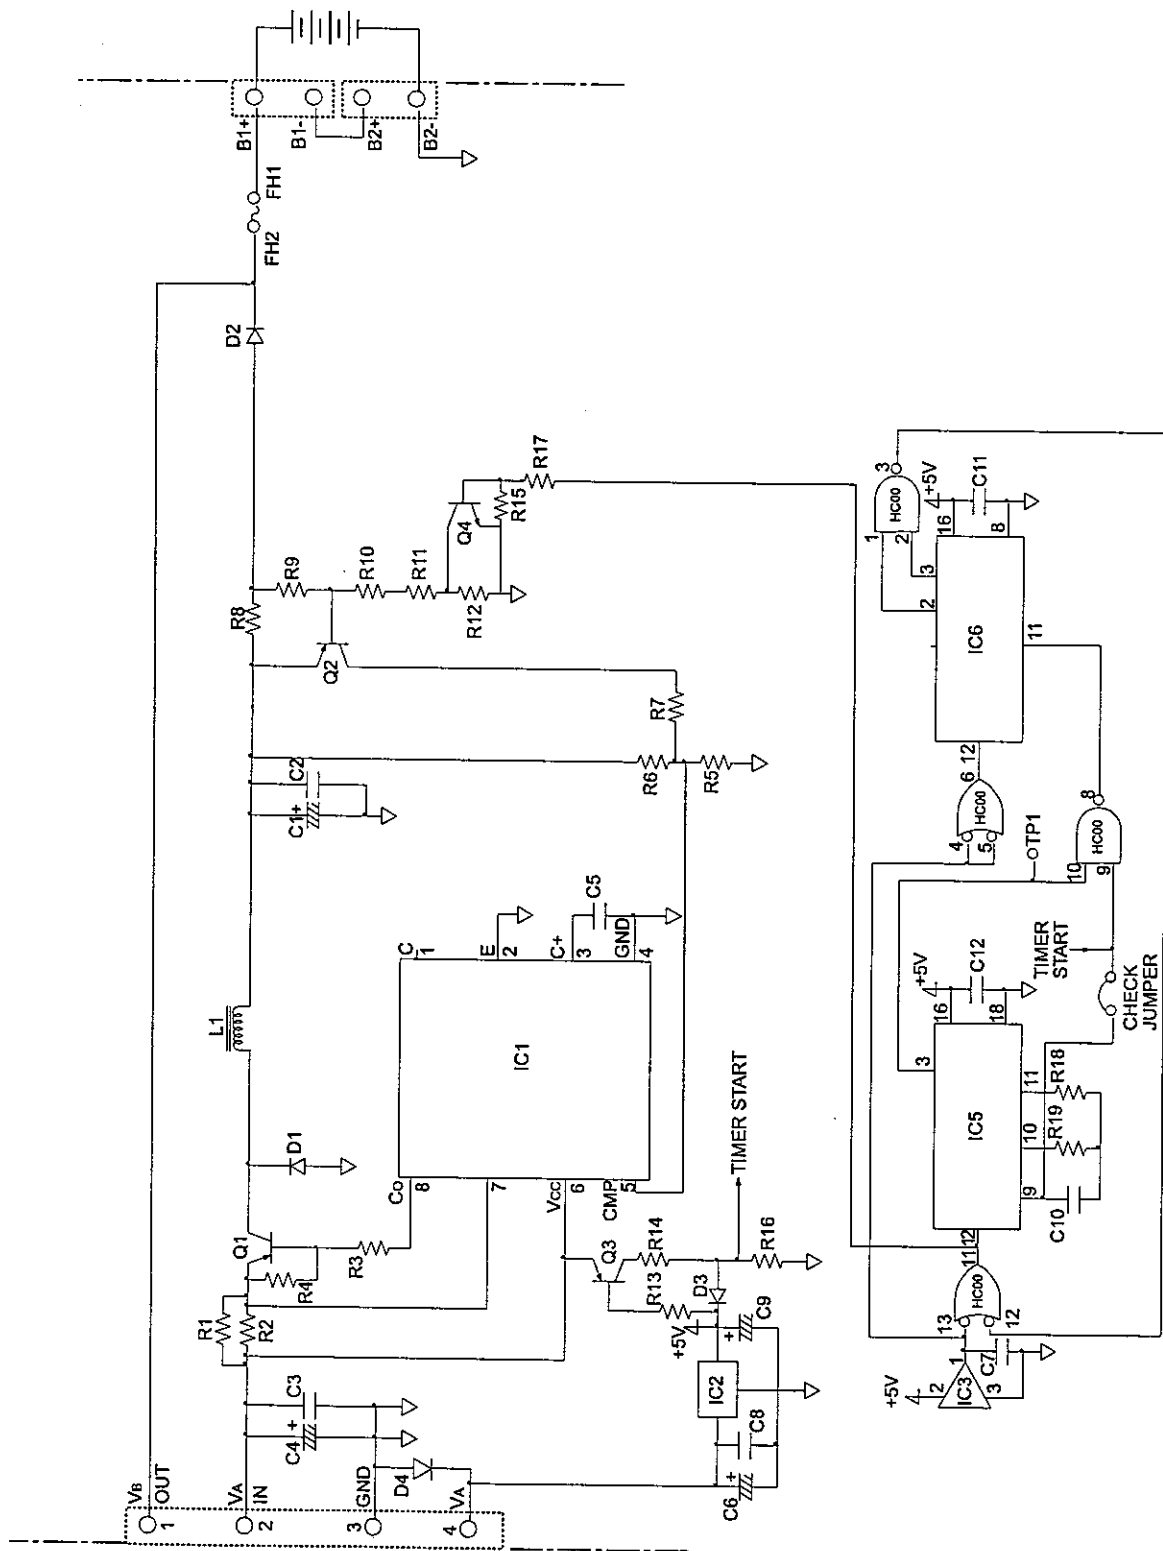 VB
OUT
1
VA
IN
2
GND
3
VA
4
C4
+
C3
D4
R1
R2
R4
Q1
R3
D1
L1
C1+
C2
R8
R9
D2
FH2
FH1
B1+
B1-
B2+
B2-
Q2
R10
R11
R12
Q4
R15
R17
R7
R6
R5
IC1
CO
8
7
VCC
6
CMP
5
C
1
E
2
C+
3
GND
4
C5
Q3
R13
R14
D3
TIMER START
R16
+5V
IC2
+
C9
C8
+
C6
+5V
2
IC3
1
3
C7
13
12
HC00
11
12
IC5
3
16
+5V
C12
18
9
10
11
C10
R19
R18
CHECK
JUMPER
TIMER
START
TP1
10
9
HC00
8
4
5
HC00
6
12
IC6
2
3
11
16
8
+5V
C11
1
2
HC00
3